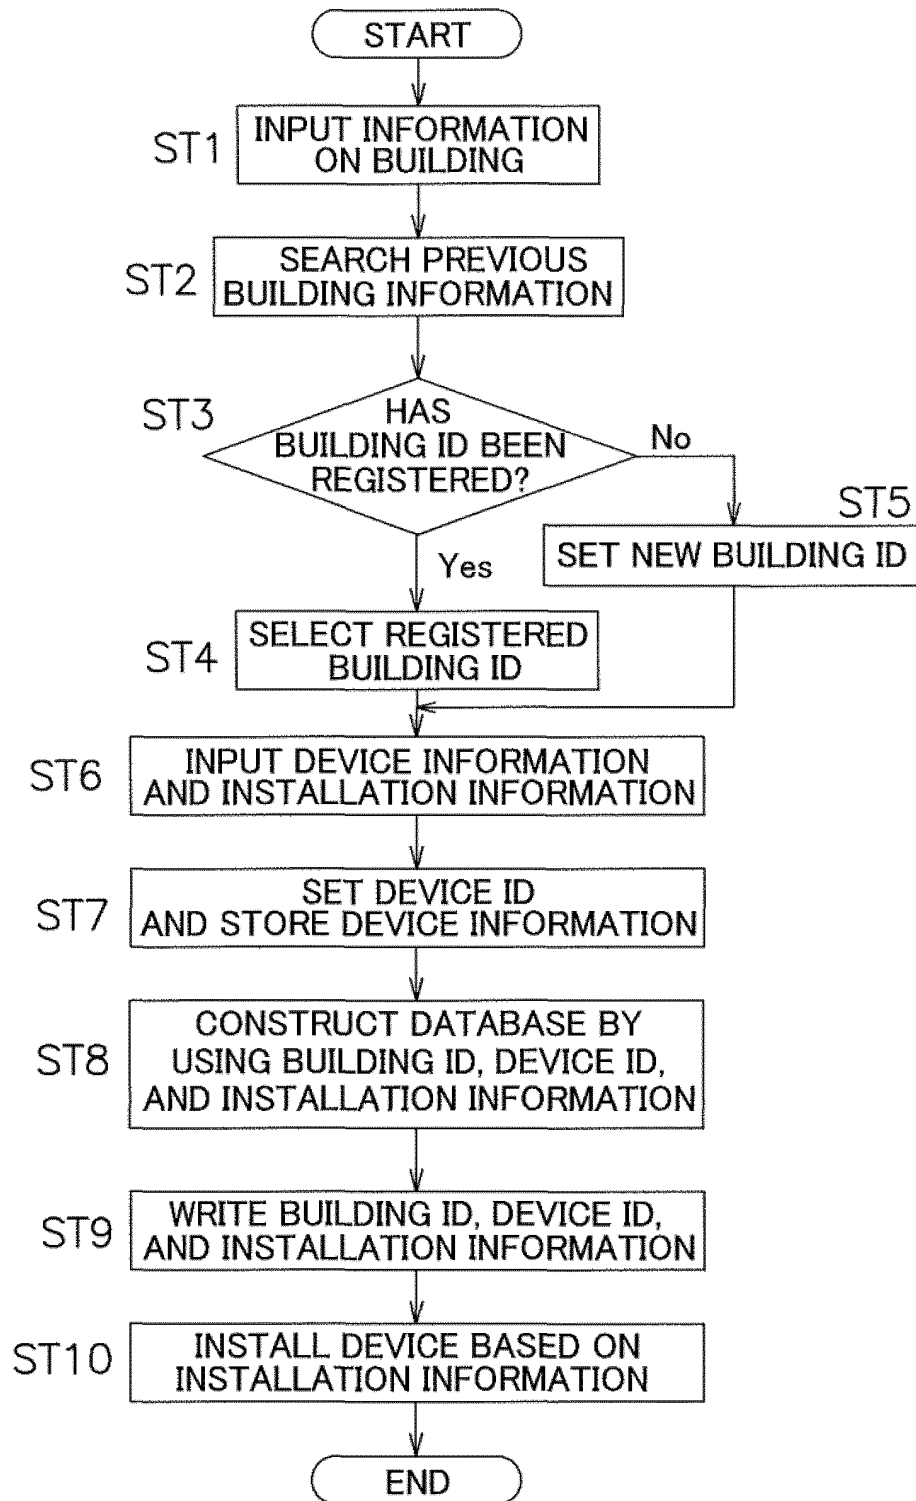 START
ST1
INPUT INFORMATION
ON BUILDING
ST2
SEARCH PREVIOUS
BUILDING INFORMATION
ST3
HAS
BUILDING ID BEEN
REGISTERED?
No
ST5
SET NEW BUILDING ID
Yes
ST4
SELECT REGISTERED
BUILDING ID
ST6
INPUT DEVICE INFORMATION
AND INSTALLATION INFORMATION
ST7
SET DEVICE ID
AND STORE DEVICE INFORMATION
ST8
CONSTRUCT DATABASE BY
USING BUILDING ID, DEVICE ID,
AND INSTALLATION INFORMATION
ST9
WRITE BUILDING ID, DEVICE ID,
AND INSTALLATION INFORMATION
ST10
INSTALL DEVICE BASED ON
INSTALLATION INFORMATION
END